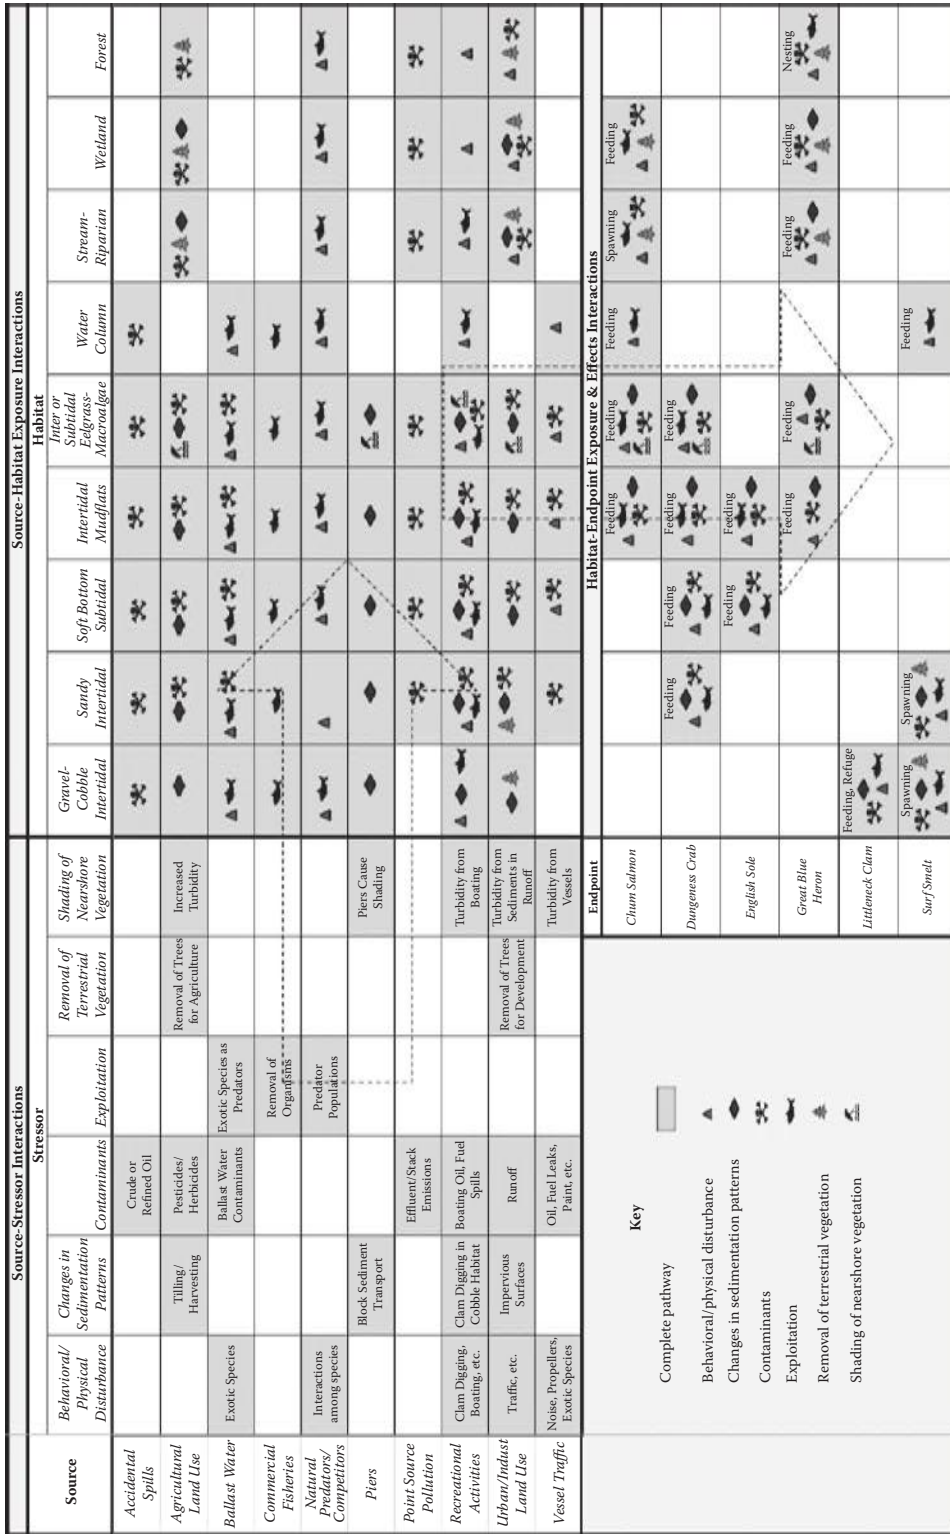 Source-Stressor Interactions
Source-Habitat Exposure Interactions
Stressor
Habitat
Source
Behavioral/
Physical
Disturbance
Changes in
Sedimentation
Patterns
Contaminants
Exploitation
Removal of
Terrestrial
Vegetation
Shading of
Nearshore
Vegetation
Gravel-
Cobble
Intertidal
Sandy
Intertidal
Soft Bottom
Subtidal
Intertidal
Mudflats
Inter or
Subtidal
Eelgrass-
Macroalgae
Water
Column
Stream-
Riparian
Wetland
Forest
Accidental
Spills
Crude or
Refined Oil
Agricultural
Land Use
Tilling/
Harvesting
Pesticides/
Herbicides
Removal of Trees
for Agriculture
Increased
Turbidity
Ballast Water
Exotic Species
Ballast Water
Contaminants
Exotic Species as
Predators
Commercial
Fisheries
Removal of
Organisms
Natural
Predators/
Competitors
Interactions
among species
Predator
Populations
Piers
Block Sediment
Transport
Piers Cause
Shading
Point Source
Pollution
Effluent/Stack
Emissions
Recreational
Activities
Clam Digging,
Boating, etc.
Clam Digging in
Cobble Habitat
Boating Oil, Fuel
Spills
Turbidity from
Boating
Urban/Indust
Land Use
Traffic, etc.
Impervious
Surfaces
Runoff
Removal of Trees
for Development
Turbidity from
Sediments in
Runoff
Vessel Traffic
Noise, Propellers,
Exotic Species
Oil, Fuel Leaks,
Paint, etc.
Turbidity from
Vessels
Key
Complete pathway
Behavioral/physical disturbance
Changes in sedimentation patterns
Contaminants
Exploitation
Removal of terrestrial vegetation
Shading of nearshore vegetation
Endpoint
Habitat-Endpoint Exposure & Effects Interactions
Chum Salmon
Feeding
Feeding
Feeding
Spawning
Feeding
Dungeness Crab
Feeding
Feeding
Feeding
Feeding
English Sole
Feeding
Feeding
Great Blue
Heron
Feeding
Feeding
Feeding
Feeding
Nesting
Littleneck Clam
Feeding, Refuge
Surf Smelt
Spawning
Spawning
Feeding